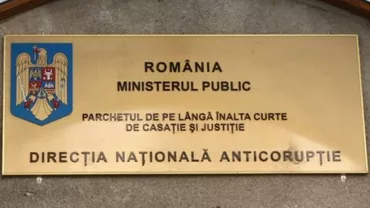 ROMÂNIA
MINISTERUL PUBLIC
PARCHETUL DE PE LÂNGĂ ÎNALTA CURTE
DE CASAȚIE ȘI JUSTIȚIE
DIRECȚIA NAȚIONALĂ ANTICORUPȚIE